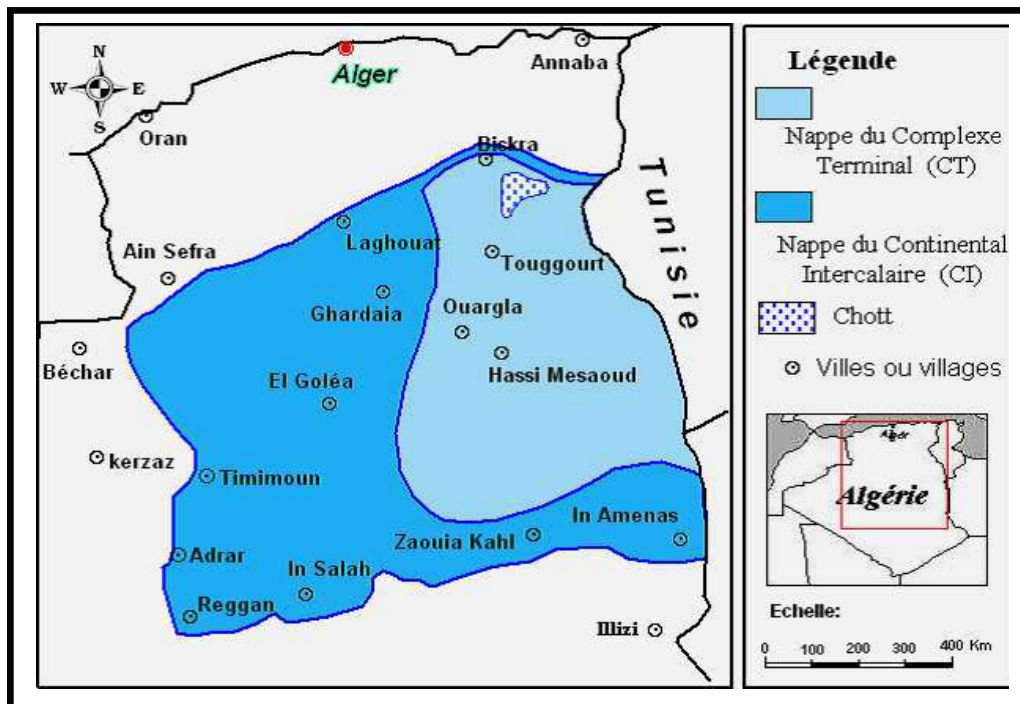 N
W
E
S
Alger
Annaba
Oran
Biskra
Tunisie
Laghouat
Ain Sefra
Touggourt
Ghardaia
Ouargla
Béchar
Hassi Mesaoud
El Goléa
kerzaz
Timimoun
In Amenas
Zaouia Kahl
Adrar
In Salah
Reggan
Illizi
Légende
Nappe du Complexe
Terminal (CT)
Nappe du Continental
Intercalaire (CI)
Chott
Villes ou villages
Alger
Algérie
Echelle:
0 100 200 300 400 Km